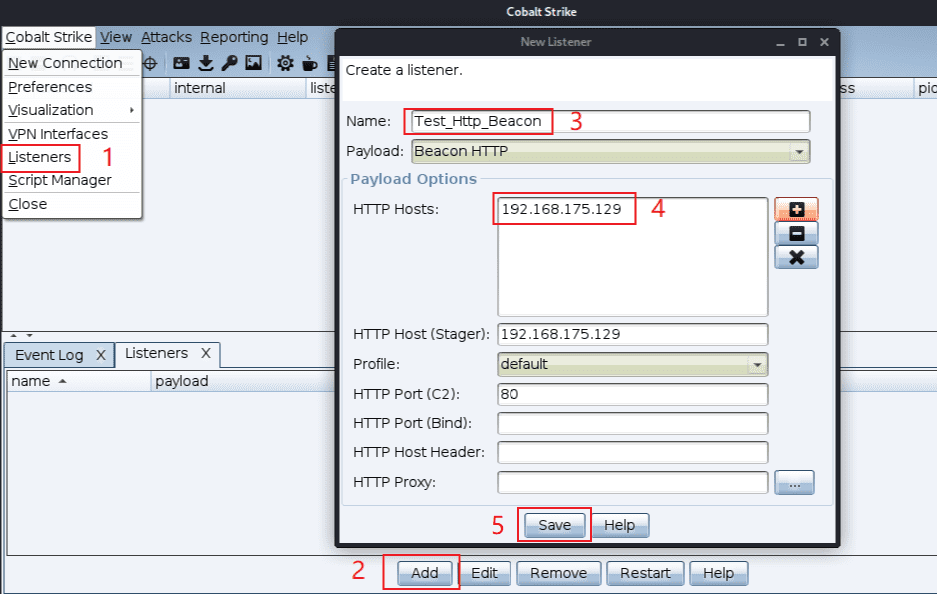 Cobalt Strike
Cobalt Strike View Attacks Reporting Help
New Connection
Preferences
Visualization
VPN Interfaces
Listeners
1
Script Manager
Close
internal
liste
ss
pid
New Listener
Create a listener.
Name: Test_Http_Beacon 3
Payload: Beacon HTTP
Payload Options
HTTP Hosts: 192.168.175.129 4
HTTP Host (Stager): 192.168.175.129
Profile: default
HTTP Port (C2): 80
HTTP Port (Bind):
HTTP Host Header:
HTTP Proxy: ...
5 Save Help
Event Log X Listeners X
name payload
2 Add Edit Remove Restart Help